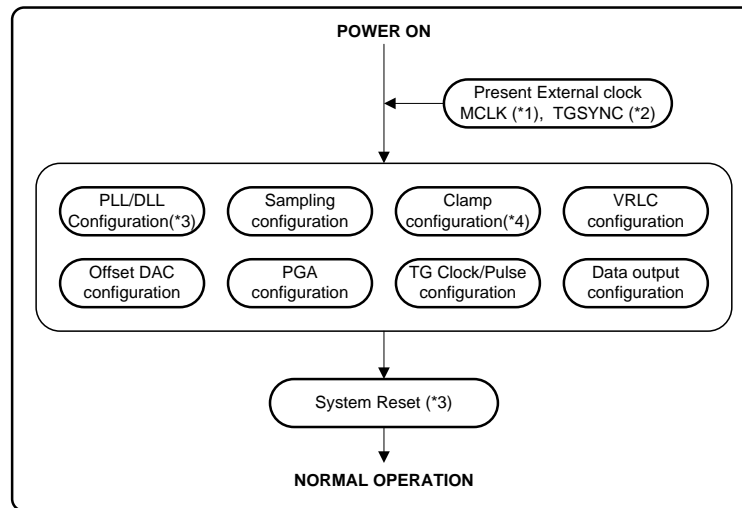 POWER ON
Present External clock
MCLK (*1),  TGSYNC (*2)
PLL/DLL
Configuration(*3)
Sampling
configuration
Clamp
configuration(*4)
VRLC
configuration
Offset DAC
configuration
PGA
configuration
TG Clock/Pulse
configuration
Data output
configuration
System Reset (*3)
NORMAL OPERATION